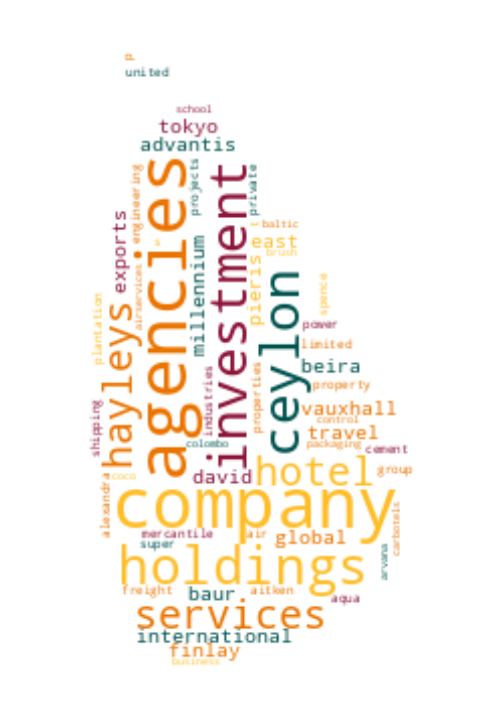 p
united
school
tokyo
advantis
agencies
investment
projects
private
engineering
exports
baltic
east
brush
pieris
millennium
airservices
ceylon
spence
plantation
hayleys
power
limited
beira
industries
properties
property
vauxhall
control
travel
shipping
colombo
packaging
cement
david
hotel
group
coco
alexandra
company
carbotels
mercantile
air
global
super
arvana
holdings
freight
baur
aitken
aqua
services
international
finlay
business